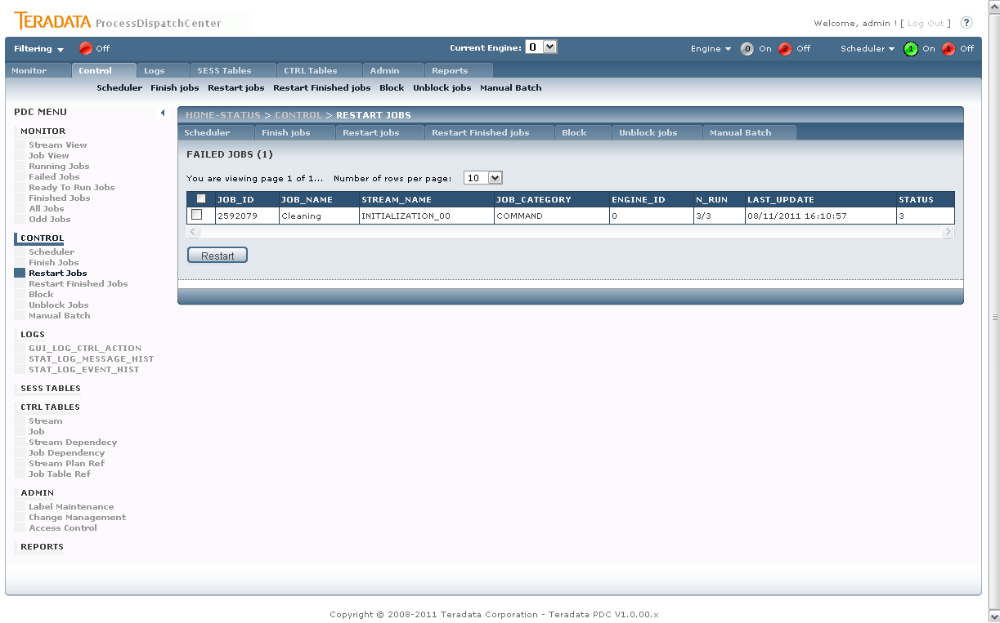 TERADATA ProcessDispatchCenter
Welcome, admin ! [ Log Out ] ?
Filtering Off Current Engine: 0 Engine 0 On 2 Off Scheduler 1 On 1 Off
Monitor Control Logs SESS Tables CTRL Tables Admin Reports
Scheduler Finish jobs Restart jobs Restart Finished jobs Block Unblock jobs Manual Batch
PDC MENU
MONITOR
Stream View
Job View
Running Jobs
Failed Jobs
Ready To Run Jobs
Finished Jobs
All Jobs
Odd Jobs
CONTROL
Scheduler
Finish Jobs
Restart Jobs
Restart Finished Jobs
Block
Unblock Jobs
Manual Batch
LOGS
GUI_LOG_CTRL_ACTION
STAT_LOG_MESSAGE_HIST
STAT_LOG_EVENT_HIST
SESS TABLES
CTRL TABLES
Stream
Job
Stream Dependecy
Job Dependency
Stream Plan Ref
Job Table Ref
ADMIN
Label Maintenance
Change Management
Access Control
REPORTS
HOME-STATUS > CONTROL > RESTART JOBS
Scheduler Finish jobs Restart jobs Restart Finished jobs Block Unblock jobs Manual Batch
FAILED JOBS (1)
You are viewing page 1 of 1... Number of rows per page: 10
JOB_ID JOB_NAME STREAM_NAME JOB_CATEGORY ENGINE_ID N_RUN LAST_UPDATE STATUS
2592079 Cleaning INITIALIZATION_00 COMMAND 0 3/3 08/11/2011 16:10:57 3
Restart
Copyright © 2008-2011 Teradata Corporation - Teradata PDC V1.0.00.x